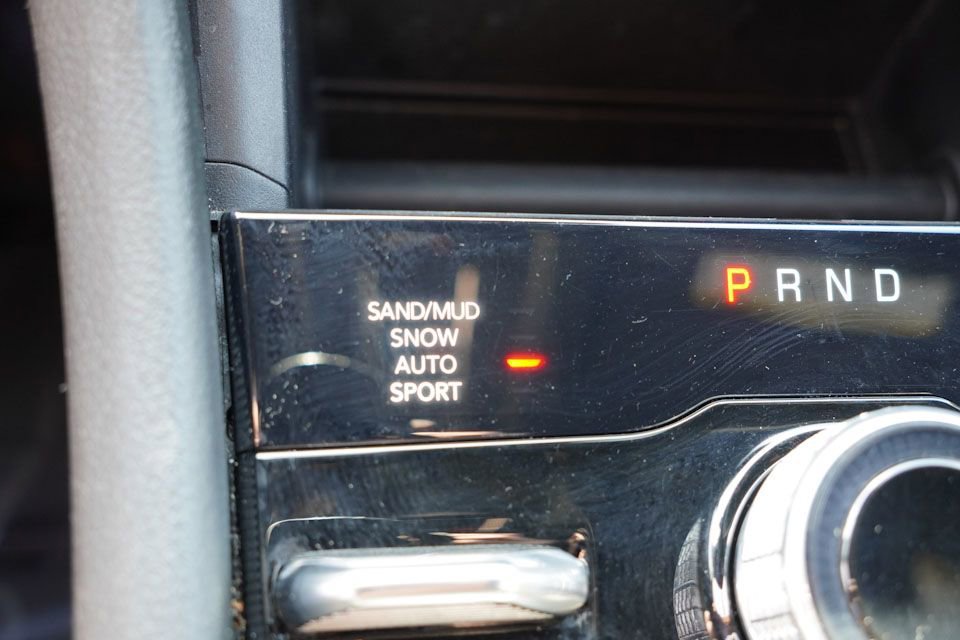 SAND/MUD
SNOW
AUTO
SPORT
P R N D